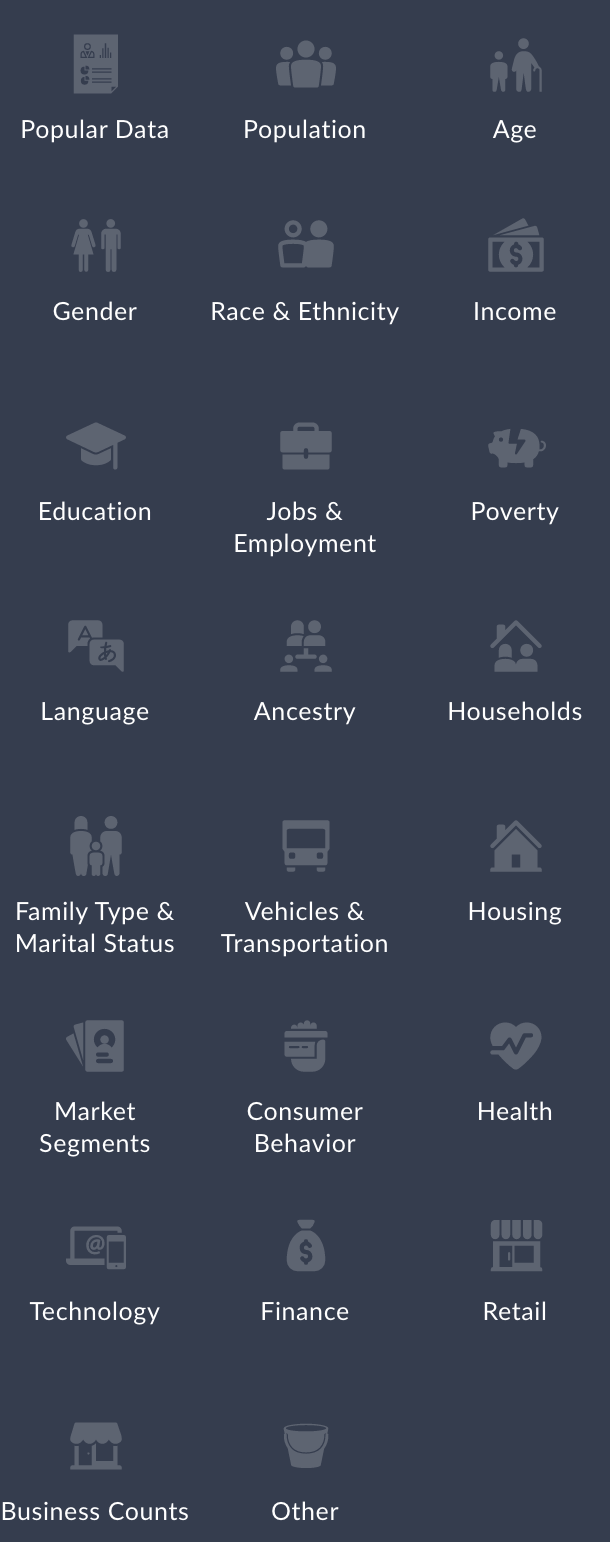 Popular Data
Population
Age
Gender
Race & Ethnicity
Income
Education
Jobs &
Employment
Poverty
A
あ
Language
Ancestry
Households
Family Type &
Marital Status
Vehicles &
Transportation
Housing
Market
Segments
Consumer
Behavior
Health
@
Technology
$
Finance
Retail
Business Counts
Other